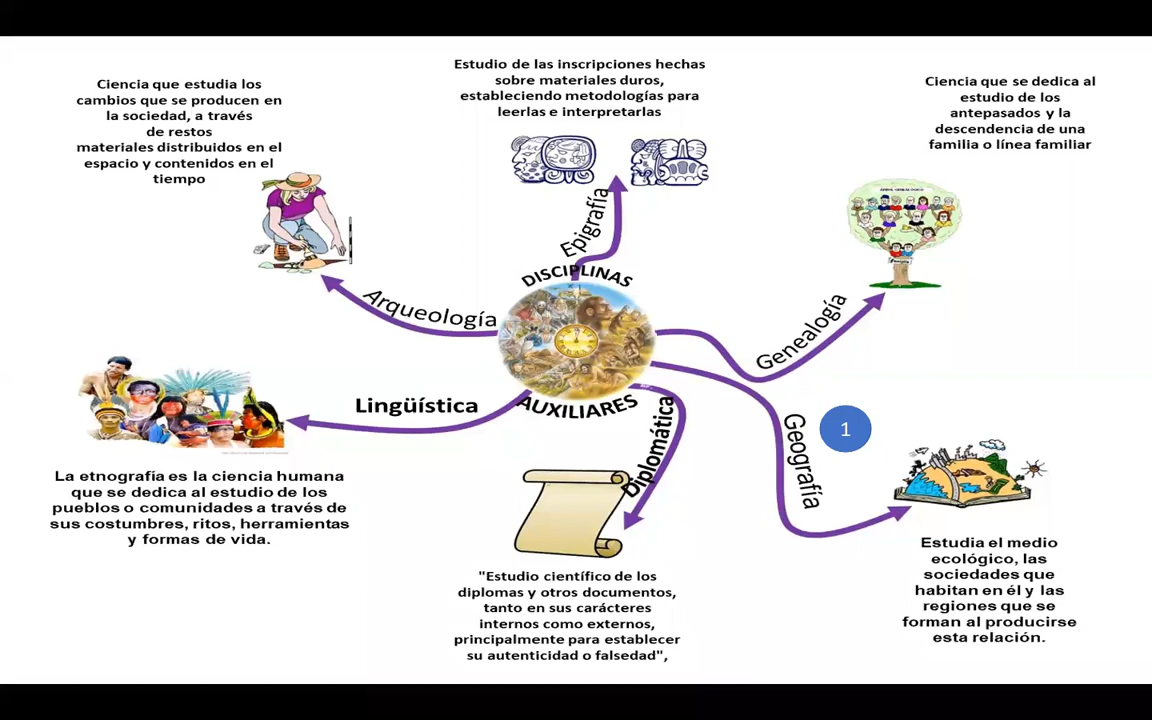 Ciencia que estudia los
cambios que se producen en
la sociedad, a través
de restos
materiales distribuidos en el
espacio y contenidos en el
tiempo
Estudio de las inscripciones hechas
sobre materiales duros,
estableciendo metodologías para
leerlas e interpretarlas
Ciencia que se dedica al
estudio de los
antepasados y la
descendencia de una
familia o línea familiar
Epigrafía
DISCIPLINAS
Arqueología
Genealogía
Lingüística
AUXILIARES
Diplomática
Geografía
1
La etnografía es la ciencia humana
que se dedica al estudio de los
pueblos o comunidades a través de
sus costumbres, ritos, herramientas
y formas de vida.
"Estudio científico de los
diplomas y otros documentos,
tanto en sus carácteres
internos como externos,
principalmente para establecer
su autenticidad o falsedad",
Estudia el medio
ecológico, las
sociedades que
habitan en él y las
regiones que se
forman al producirse
esta relación.